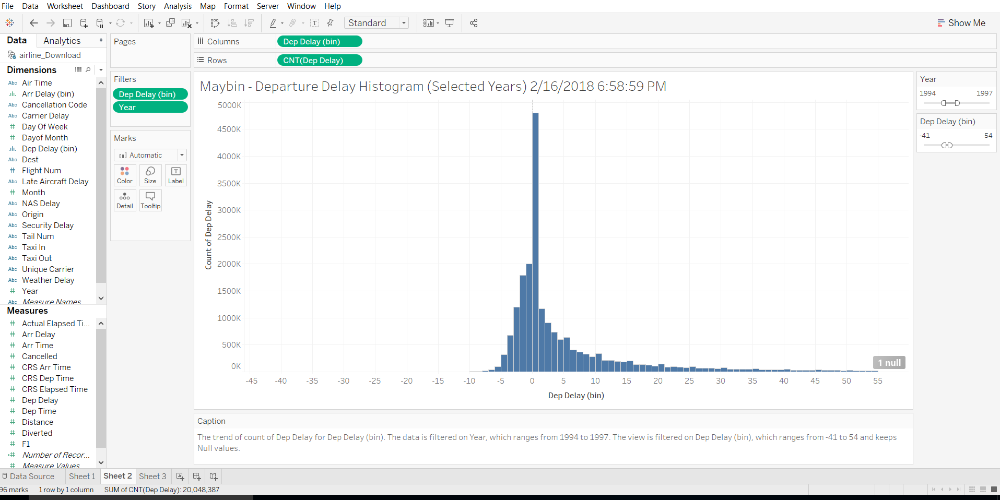 File Data Worksheet Dashboard Story Analysis Map Format Server Window Help
Standard
Show Me
Data Analytics
airline_Download
Dimensions
Abc Air Time
Arr Delay (bin)
Abc Cancellation Code
Abc Carrier Delay
# Day Of Week
# Dayof Month
Dep Delay (bin)
Abc Dest
# Flight Num
Abc Late Aircraft Delay
# Month
Abc NAS Delay
Abc Origin
Abc Security Delay
Abc Tail Num
Abc Taxi In
Abc Taxi Out
Abc Unique Carrier
Abc Weather Delay
# Year
Abc Measure Names
Measures
# Actual Elapsed Ti...
# Arr Delay
# Arr Time
# Cancelled
# CRS Arr Time
# CRS Dep Time
# CRS Elapsed Time
# Dep Delay
# Dep Time
# Distance
# Diverted
# F1
=# Number of Recor...
# Measure Values
Pages
Filters
Dep Delay (bin)
Year
Marks
Automatic
Color Size Label
Detail Tooltip
Columns Dep Delay (bin)
Rows CNT(Dep Delay)
Maybin - Departure Delay Histogram (Selected Years) 2/16/2018 6:58:59 PM
5000K
4500K
4000K
3500K
3000K
2500K
2000K
1500K
1000K
500K
0K
Count of Dep Delay
1 null
-45 -40 -35 -30 -25 -20 -15 -10 -5 0 5 10 15 20 25 30 35 40 45 50 55
Dep Delay (bin)
Year
1994 1997
Dep Delay (bin)
-41 54
Caption
The trend of count of Dep Delay for Dep Delay (bin). The data is filtered on Year, which ranges from 1994 to 1997. The view is filtered on Dep Delay (bin), which ranges from -41 to 54 and keeps
Null values.
Data Source Sheet 1 Sheet 2 Sheet 3
96 marks 1 row by 1 column SUM of CNT(Dep Delay): 20,048,387